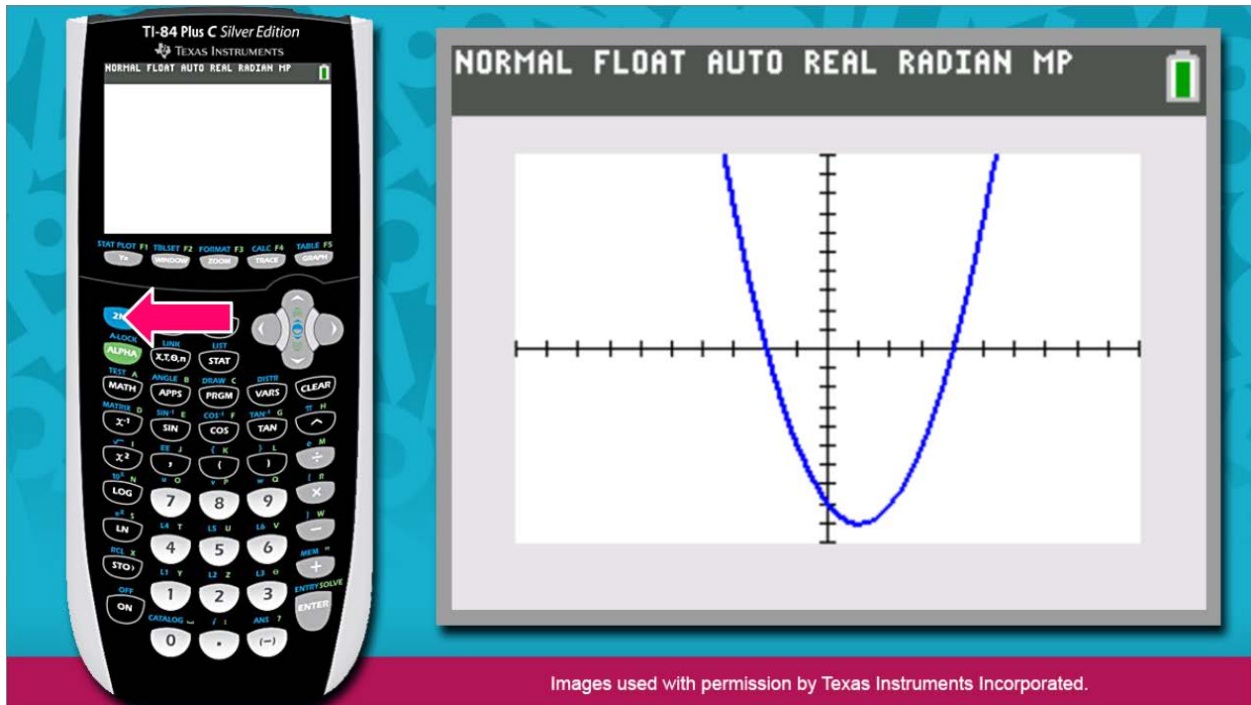 TI-84 Plus C Silver Edition
TEXAS INSTRUMENTS
NORMAL FLOAT AUTO REAL RADIAN MP
NORMAL FLOAT AUTO REAL RADIAN MP
STAT PLOT F1 TBLSET F2 FORMAT F3 CALC F4 TABLE F5
Y= WINDOW ZOOM TRACE GRAPH
A-LOCK LINK LIST
ALPHA X,T,Θ,n STAT
TEST A ANGLE B DRAW C DISTR
MATH APPS PRGM VARS CLEAR
MATRIX D SIN⁻¹ E COS⁻¹ F TAN⁻¹ G π H
X⁻¹ SIN COS TAN ^
√ I EE J { K } L e M
X² , ( ) ÷
10ˣ N u O v P w Q [ R
LOG 7 8 9 ×
eˣ S L4 T L5 U L6 V ] W
LN 4 5 6 −
RCL X L1 Y L2 Z L3 Θ MEM "
STO› 1 2 3 +
OFF CATALOG i : ANS ? ENTRY SOLVE
ON 0 . (−) ENTER
Images used with permission by Texas Instruments Incorporated.